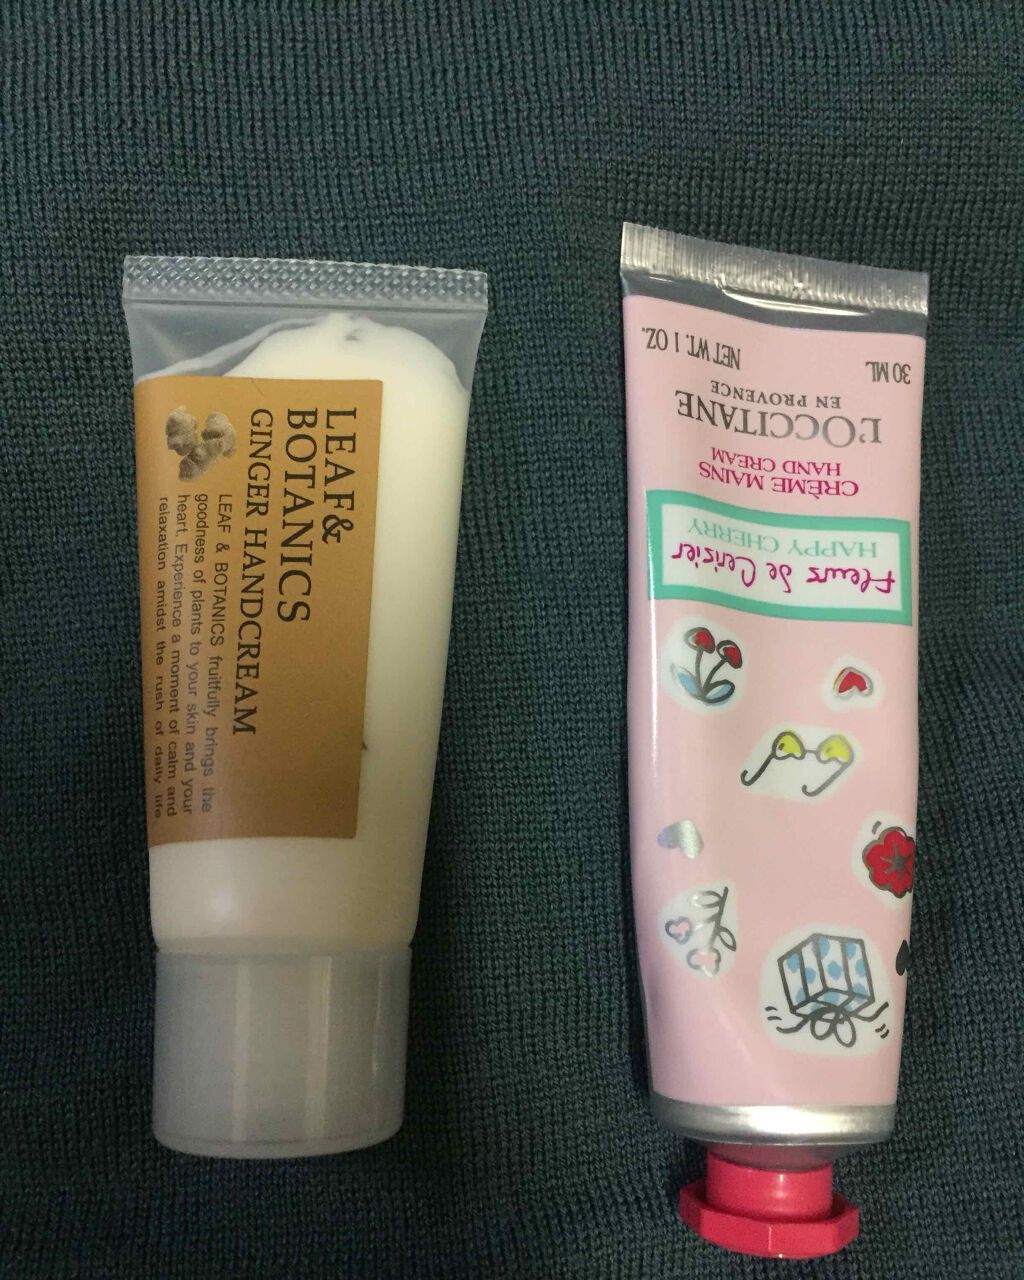 LEAF&
BOTANICS
GINGER HANDCREAM
LEAF & BOTANICS fruitfully brings the
goodness of plants to your skin and your
heart. Experience a moment of calm and
relaxation amidst the rush of daily life
Fleurs de Cerisier
HAPPY CHERRY
CRÈME MAINS
HAND CREAM
L'OCCITANE
EN PROVENCE
30 ML NET WT. 1 OZ.